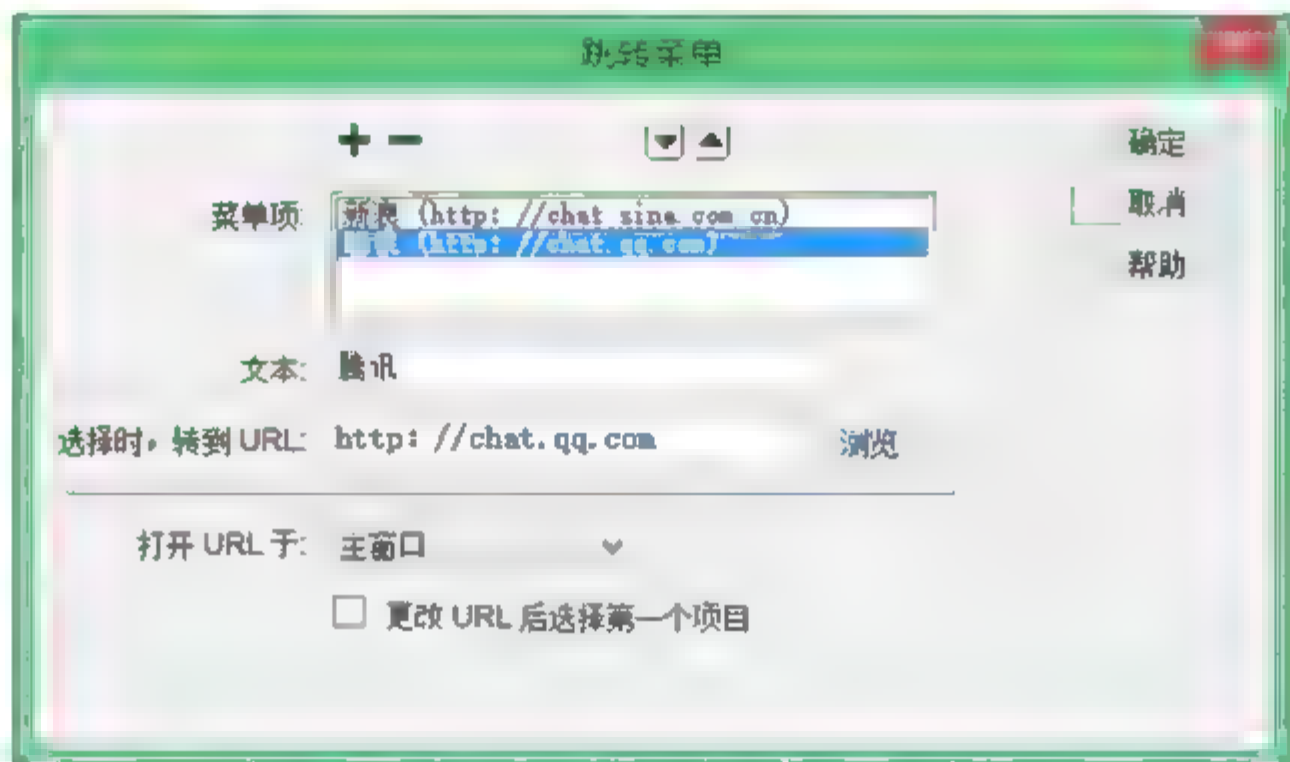 跳转菜单
确定
菜单项: 新浪 (http: //chat sina com cn)
(http: //chat. qq. com)
取消
帮助
文本: 腾讯
选择时，转到 URL: http: //chat. qq. com 浏览
打开 URL 于: 主窗口
更改 URL 后选择第一个项目